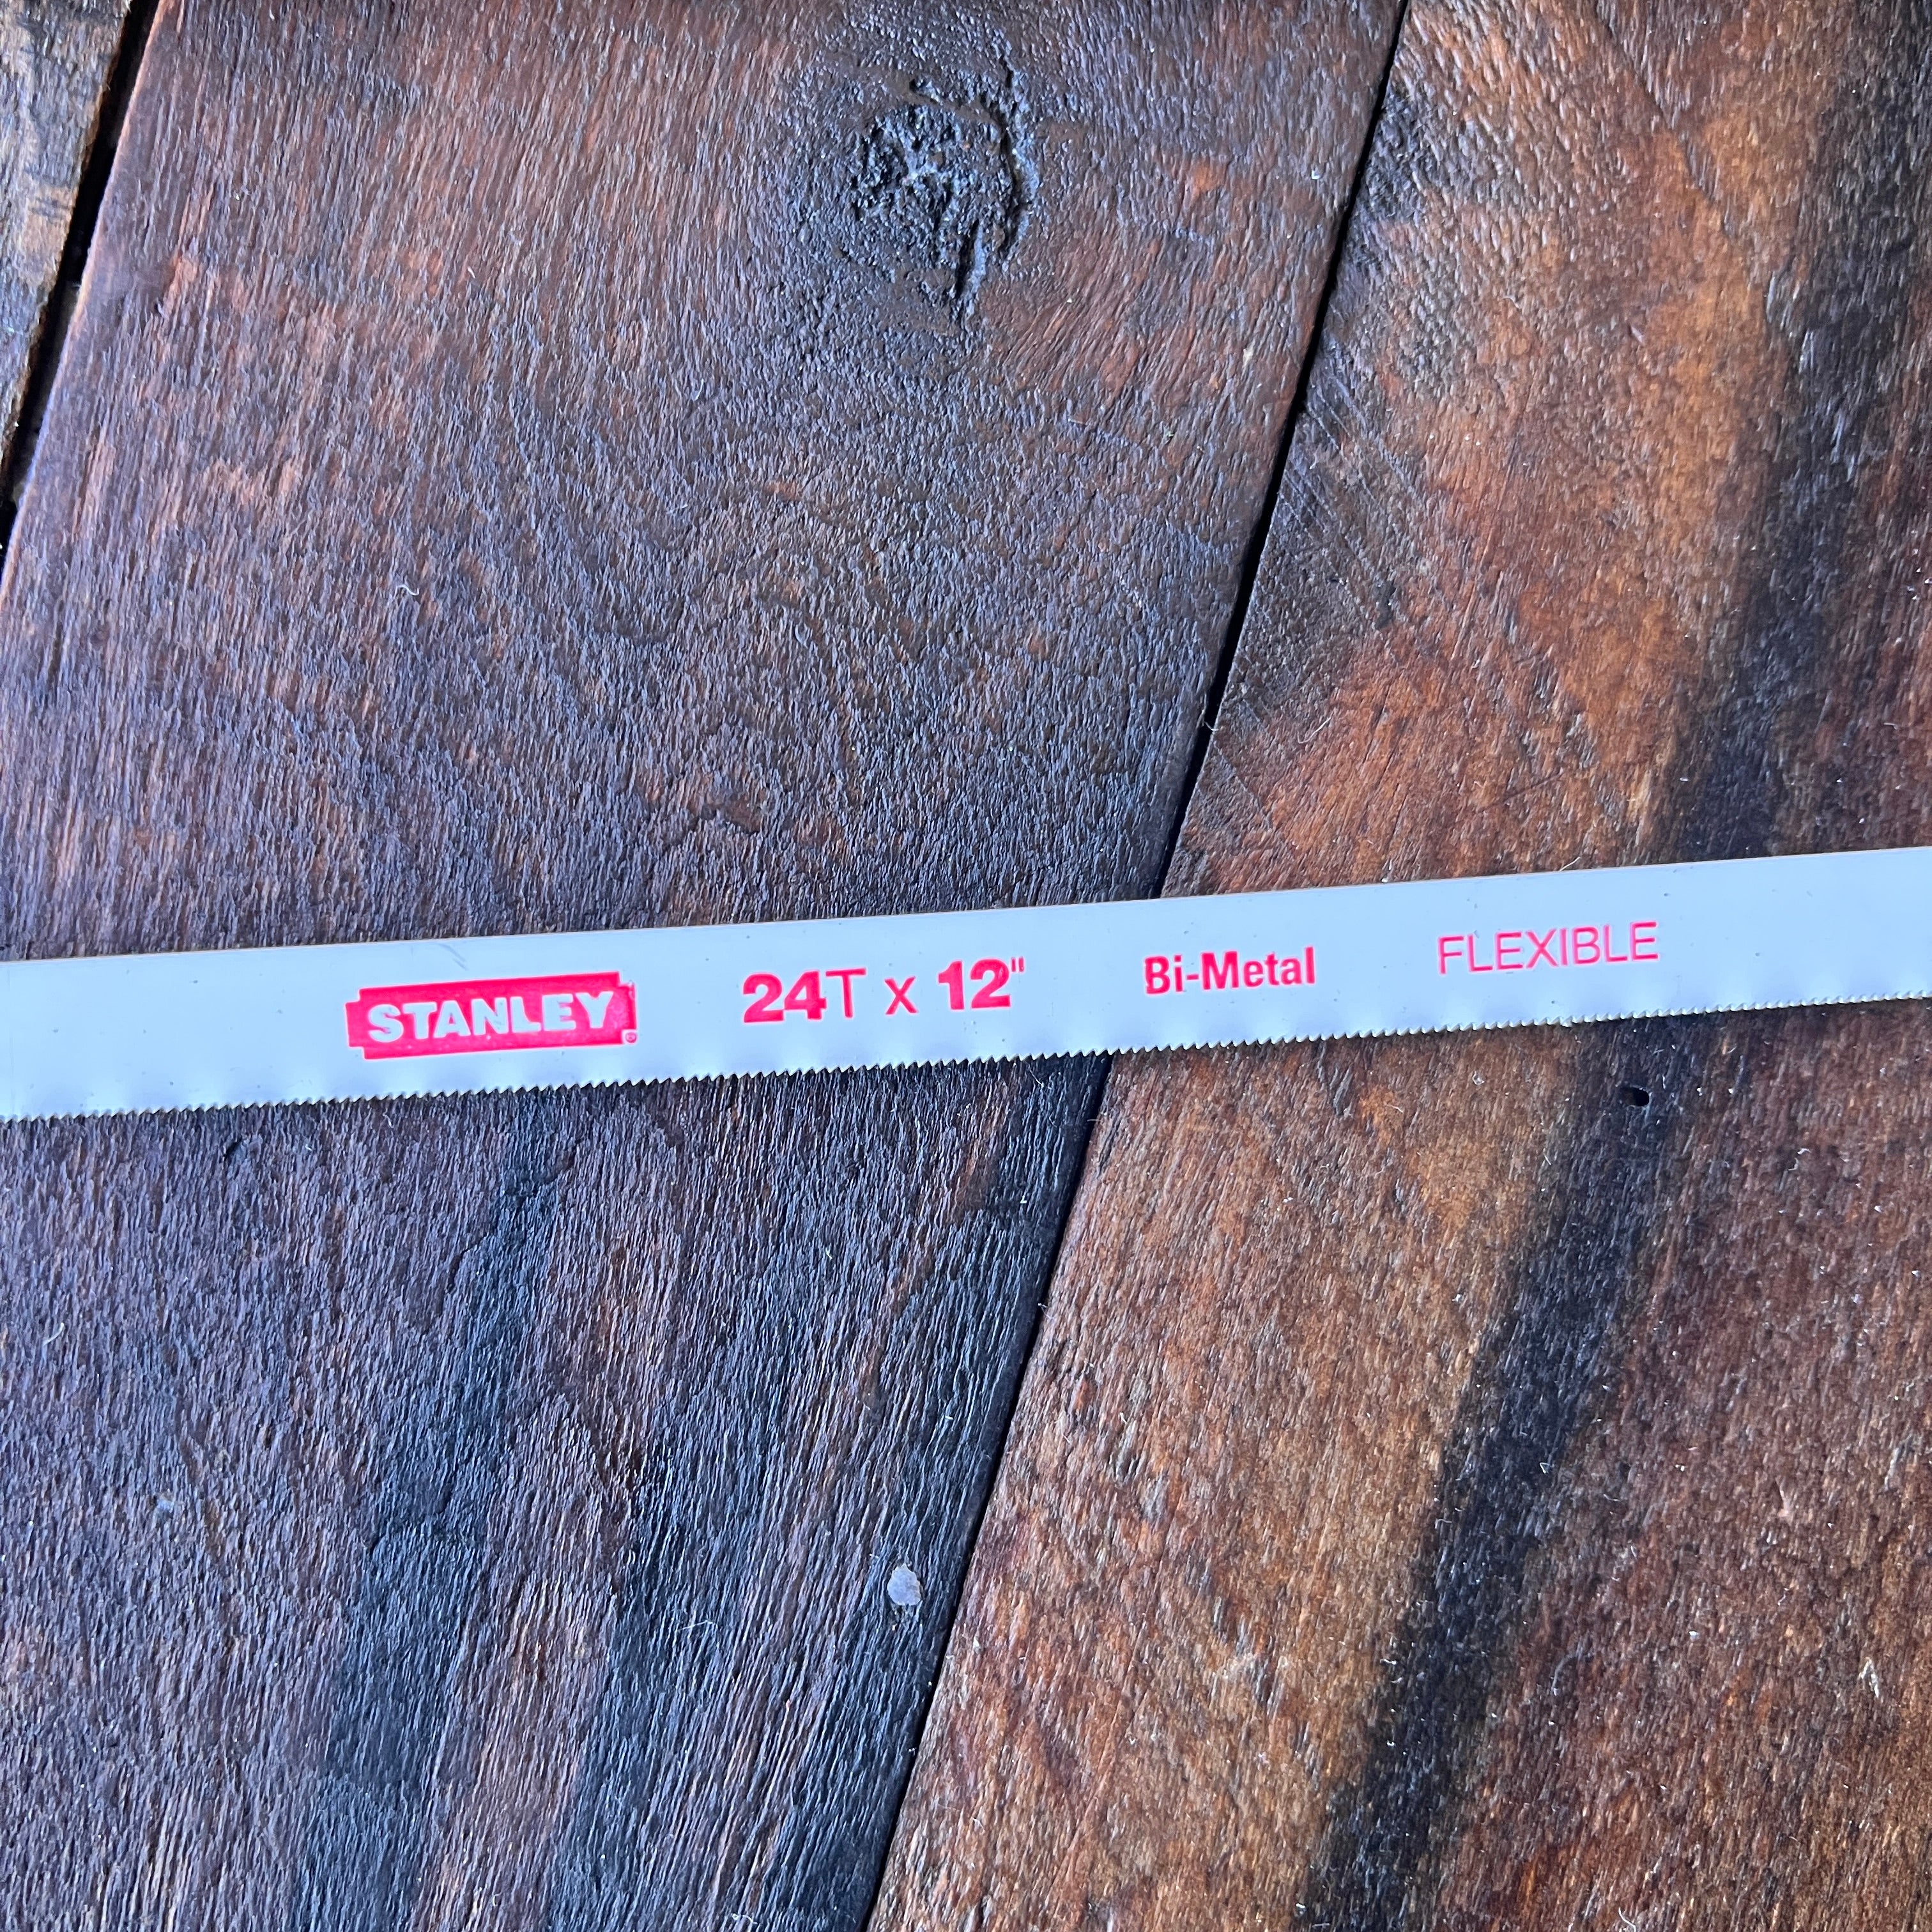 STANLEY® 24T x 12" Bi-Metal FLEXIBLE